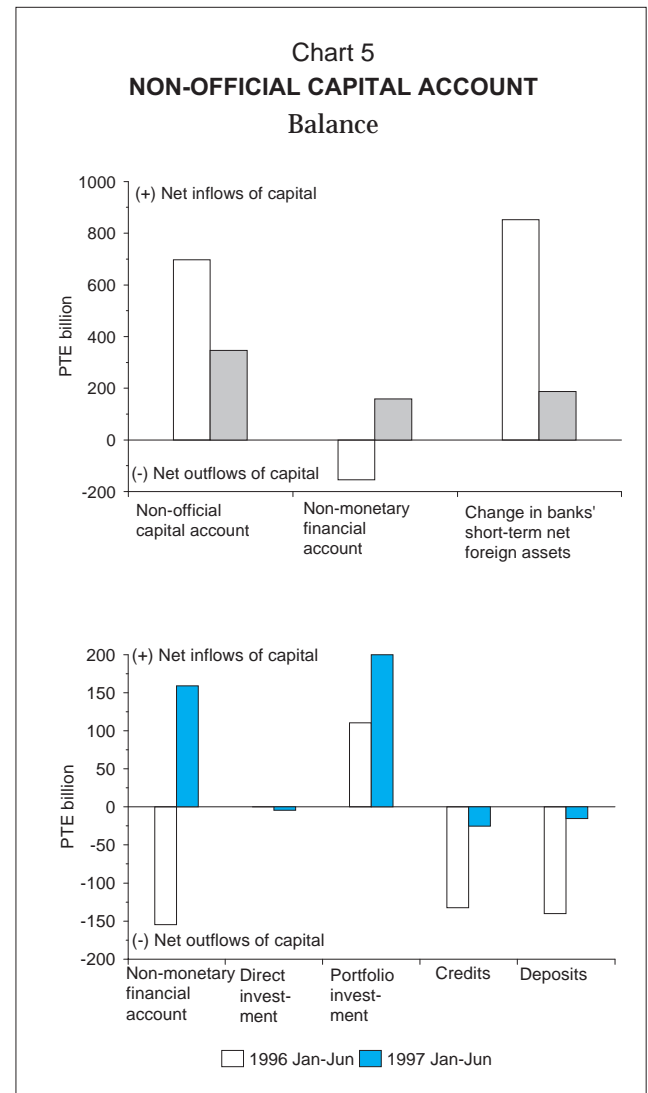 Chart 5
NON-OFFICIAL CAPITAL ACCOUNT
Balance
1000
(+) Net inflows of capital
800
600
PTE billion
400
200
0
(-) Net outflows of capital
-200
Non-official
capital account
Non-monetary
financial
account
Change in banks'
short-term net
foreign assets
200
(+) Net inflows of capital
150
100
50
PTE billion
0
-50
-100
-150
(-) Net outflows of capital
-200
Non-monetary
financial
account
Direct
invest-
ment
Portfolio
invest-
ment
Credits
Deposits
1996 Jan-Jun
1997 Jan-Jun